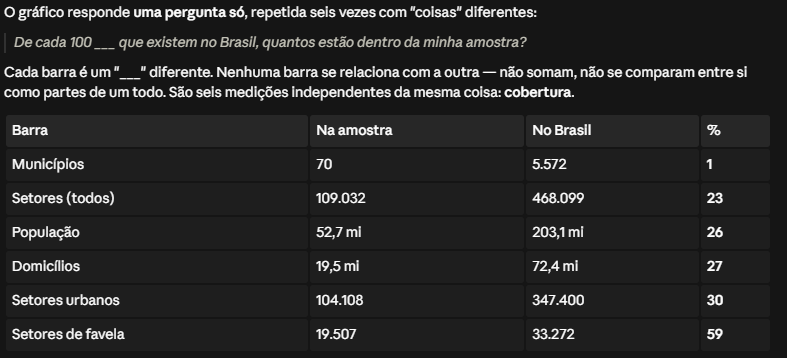 O gráfico responde uma pergunta só, repetida seis vezes com "coisas" diferentes:
De cada 100 ___ que existem no Brasil, quantos estão dentro da minha amostra?
Cada barra é um "___" diferente. Nenhuma barra se relaciona com a outra — não somam, não se comparam entre si
como partes de um todo. São seis medições independentes da mesma coisa: cobertura.
Barra Na amostra No Brasil %
Municípios 70 5.572 1
Setores (todos) 109.032 468.099 23
População 52,7 mi 203,1 mi 26
Domicílios 19,5 mi 72,4 mi 27
Setores urbanos 104.108 347.400 30
Setores de favela 19.507 33.272 59